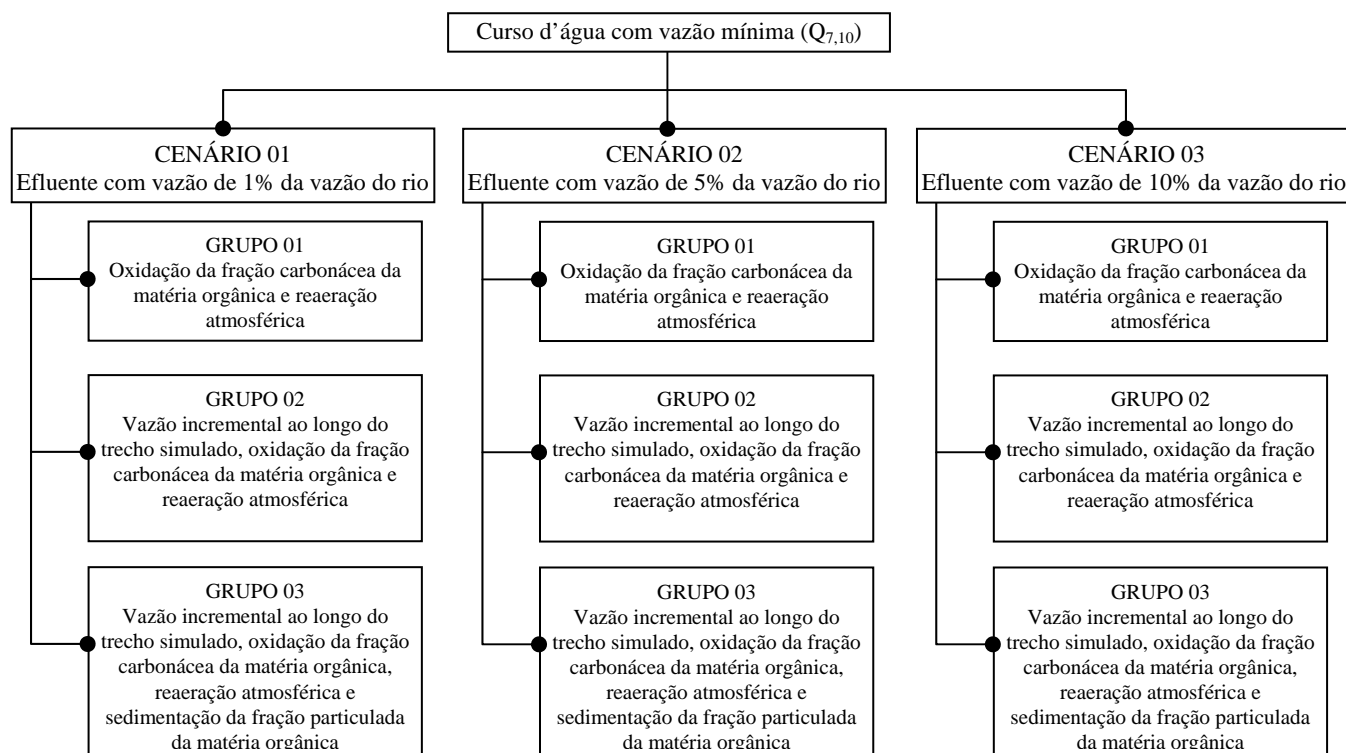 Curso d’água com vazão mínima (Q7,10)
CENÁRIO 01
Efluente com vazão de 1% da vazão do rio
GRUPO 01
Oxidação da fração carbonácea da
matéria orgânica e reaeração
atmosférica
GRUPO 02
Vazão incremental ao longo do
trecho simulado, oxidação da fração
carbonácea da matéria orgânica e
reaeração atmosférica
GRUPO 03
Vazão incremental ao longo do
trecho simulado, oxidação da fração
carbonácea da matéria orgânica,
reaeração atmosférica e
sedimentação da fração particulada
da matéria orgânica
CENÁRIO 02
Efluente com vazão de 5% da vazão do rio
GRUPO 01
Oxidação da fração carbonácea da
matéria orgânica e reaeração
atmosférica
GRUPO 02
Vazão incremental ao longo do
trecho simulado, oxidação da fração
carbonácea da matéria orgânica e
reaeração atmosférica
GRUPO 03
Vazão incremental ao longo do
trecho simulado, oxidação da fração
carbonácea da matéria orgânica,
reaeração atmosférica e
sedimentação da fração particulada
da matéria orgânica
CENÁRIO 03
Efluente com vazão de 10% da vazão do rio
GRUPO 01
Oxidação da fração carbonácea da
matéria orgânica e reaeração
atmosférica
GRUPO 02
Vazão incremental ao longo do
trecho simulado, oxidação da fração
carbonácea da matéria orgânica e
reaeração atmosférica
GRUPO 03
Vazão incremental ao longo do
trecho simulado, oxidação da fração
carbonácea da matéria orgânica,
reaeração atmosférica e
sedimentação da fração particulada
da matéria orgânica